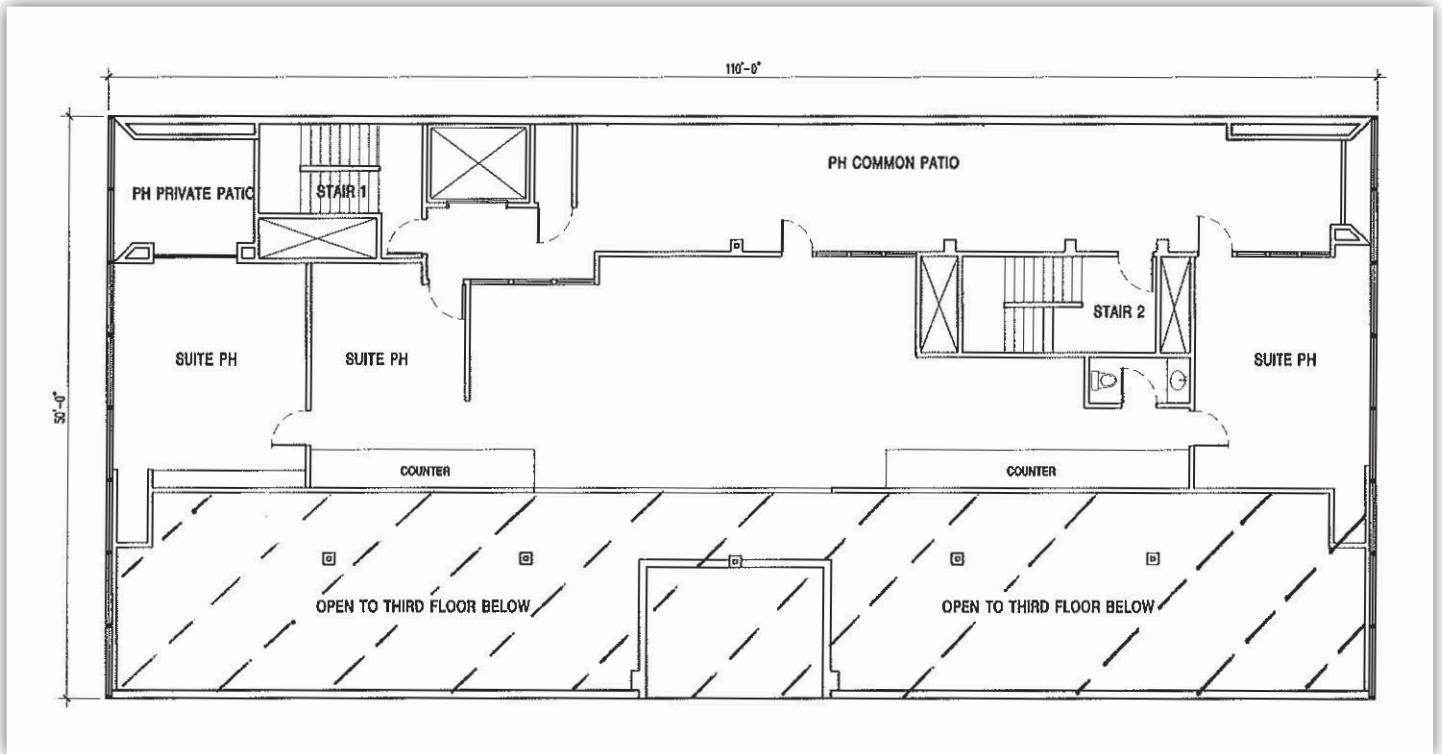 110'-0"
PH COMMON PATIO
PH PRIVATE PATIO
STAIR 1
STAIR 2
SUITE PH
SUITE PH
SUITE PH
50'-0"
COUNTER
COUNTER
OPEN TO THIRD FLOOR BELOW
OPEN TO THIRD FLOOR BELOW